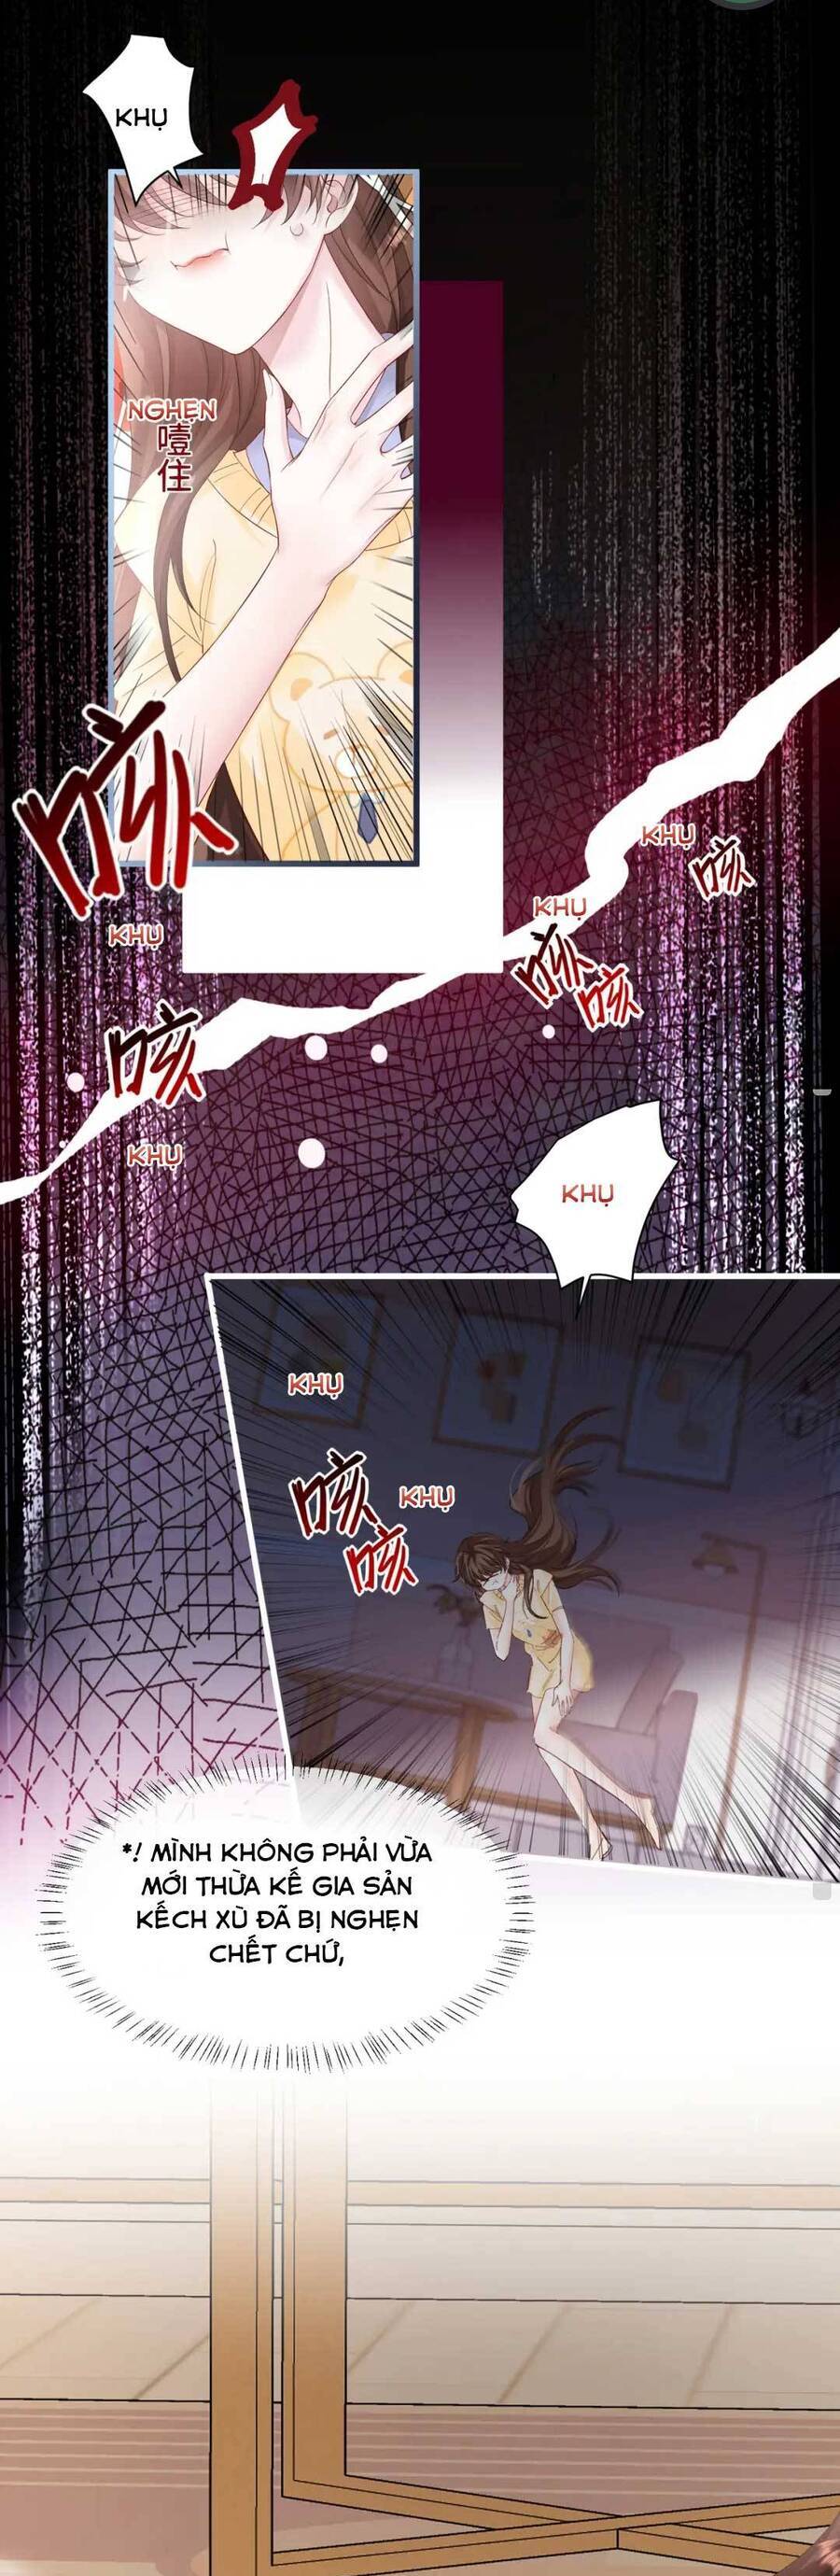 KHỤ
NGHẸN
噎住
咳
KHỤ
KHỤ
咳
KHỤ
咳
咳
咳
KHỤ
KHỤ
KHỤ
咳
KHỤ
咳
*! MÌNH KHÔNG PHẢI VỪA
MỚI THỪA KẾ GIA SẢN
KẾCH XÙ ĐÃ BỊ NGHẸN
CHẾT CHỨ,